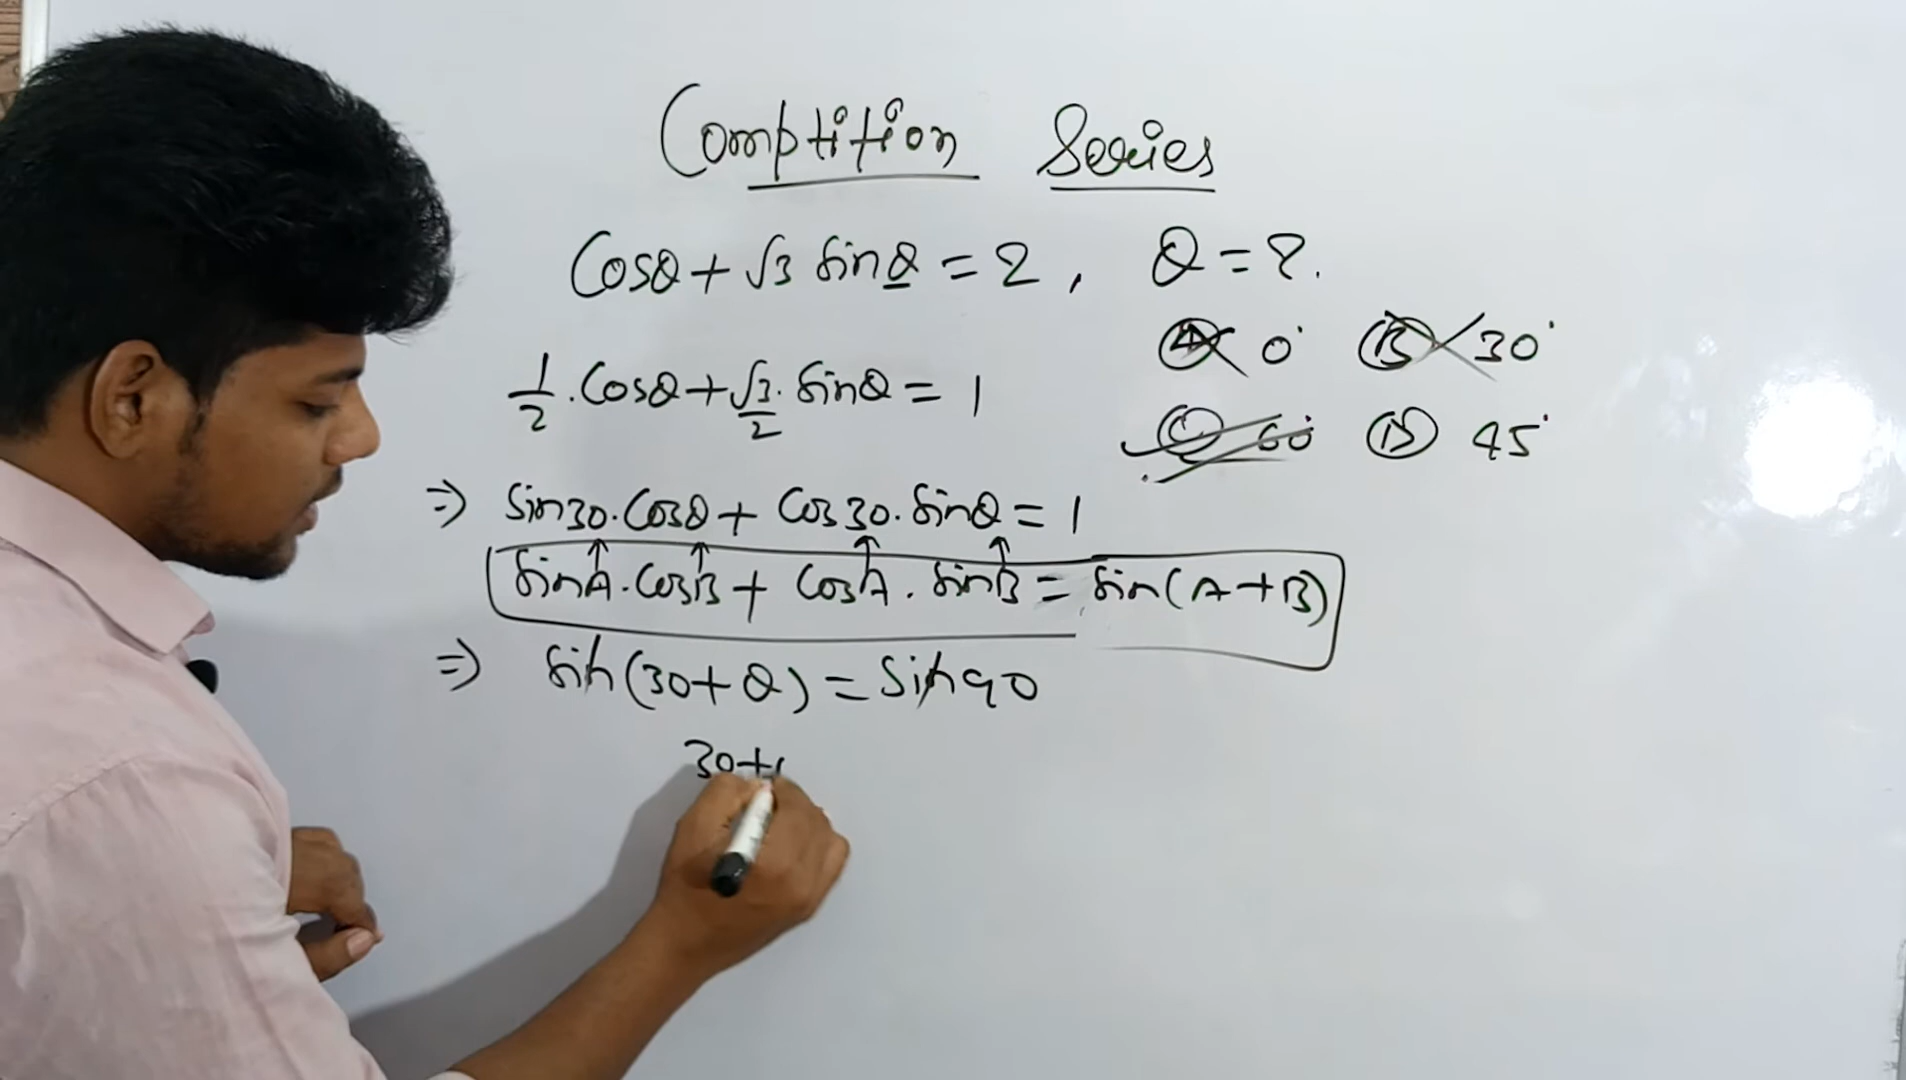 Comptition Series
Cosθ + √3 Sinθ = 2, θ = ?.
Ⓐ 0° Ⓑ 30°
1/2 . Cosθ + √3/2 . Sinθ = 1
Ⓒ 60° Ⓓ 45°
⇒ Sin30 . Cosθ + Cos30 . Sinθ = 1
SinA . CosB + CosA . SinB = Sin(A+B)
⇒ Sin(30+θ) = Sin90
30+